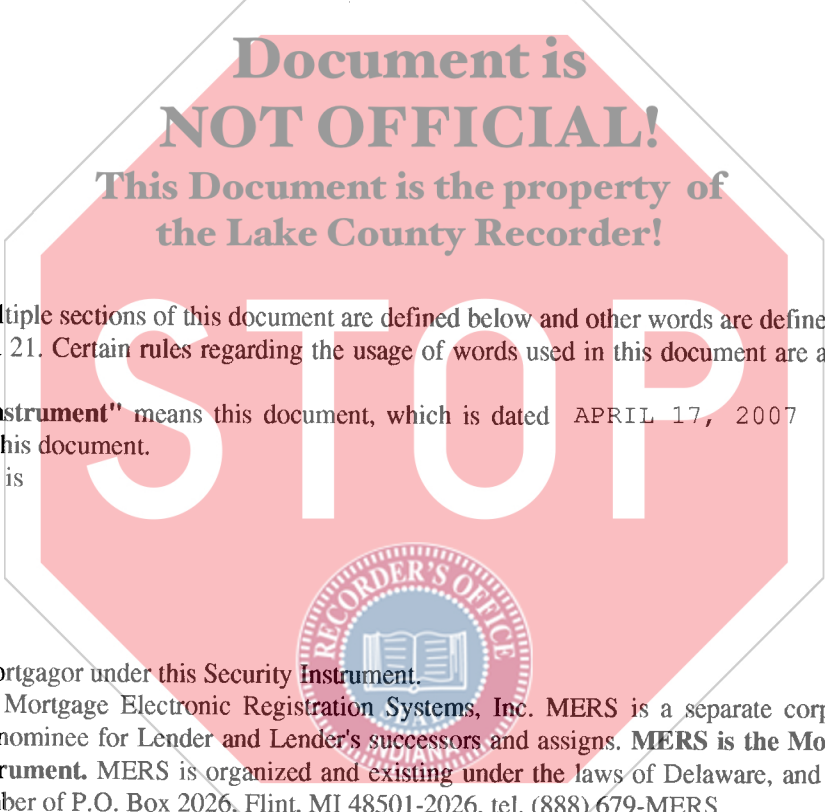 Document is
NOT OFFICIAL!
This Document is the property of
the Lake County Recorder!
ltiple sections of this document are defined below and other words are define
21. Certain rules regarding the usage of words used in this document are a
STOP
nstrument" means this document, which is dated APRIL 17, 2007
his document.
is
RECORDER'S OFFICE
ortgagor under this Security Instrument.
Mortgage Electronic Registration Systems, Inc. MERS is a separate corp
nominee for Lender and Lender's successors and assigns. MERS is the Mo
SEAL
INDIANA
rument. MERS is organized and existing under the laws of Delaware, and
ber of P.O. Box 2026, Flint, MI 48501-2026, tel. (888) 679-MERS